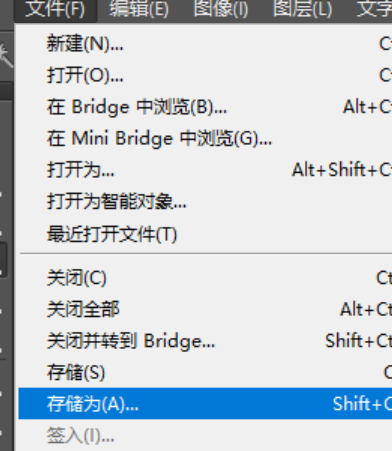 文件(F) 编辑(E) 图像(I) 图层(L) 文字
新建(N)... C
打开(O)... C
在 Bridge 中浏览(B)... Alt+C
在 Mini Bridge 中浏览(G)...
打开为... Alt+Shift+C
打开为智能对象...
最近打开文件(T)
关闭(C) Ct
关闭全部 Alt+Ct
关闭并转到 Bridge... Shift+Ct
存储(S) C
存储为(A)... Shift+C
签入(I)...